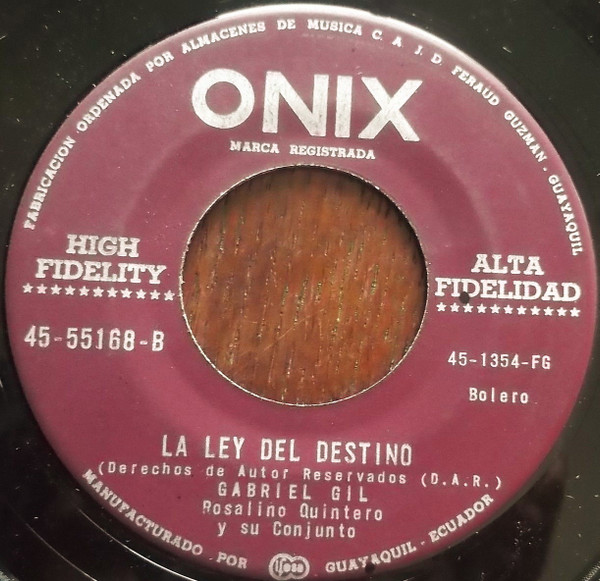 FABRICACION ORDENADA POR ALMACENES DE MUSICA C. A. J. D. FERAUD GUZMAN - GUAYAQUIL
ONIX
MARCA REGISTRADA
HIGH
FIDELITY
ALTA
FIDELIDAD
45-55168-B
45-1354-FG
Bolero
LA LEY DEL DESTINO
(Derechos de Autor Reservados (D.A.R.)
GABRIEL GIL
Rosalino Quintero
y su Conjunto
MANUFACTURADO - POR ifesa GUAYAQUIL - ECUADOR